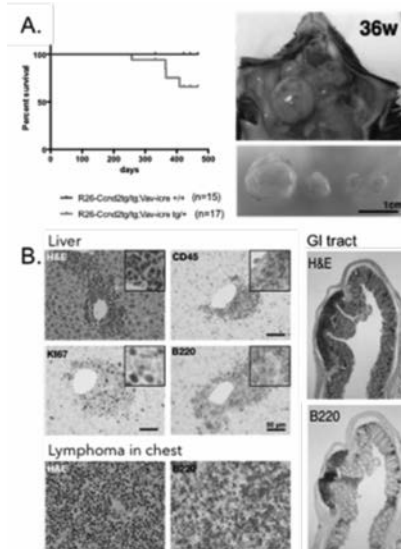 A.
36w
Percent survival
100
50
0
0 100 200 300 400 500
days
R26-Ccnd2tg/tg;Vav-icre +/+ (n=15)
R26-Ccnd2tg/tg;Vav-icre tg/+ (n=17)
1cm
B. Liver
H&E
CD45
KI67
B220
50 μm
GI tract
H&E
B220
Lymphoma in chest
H&E
B220